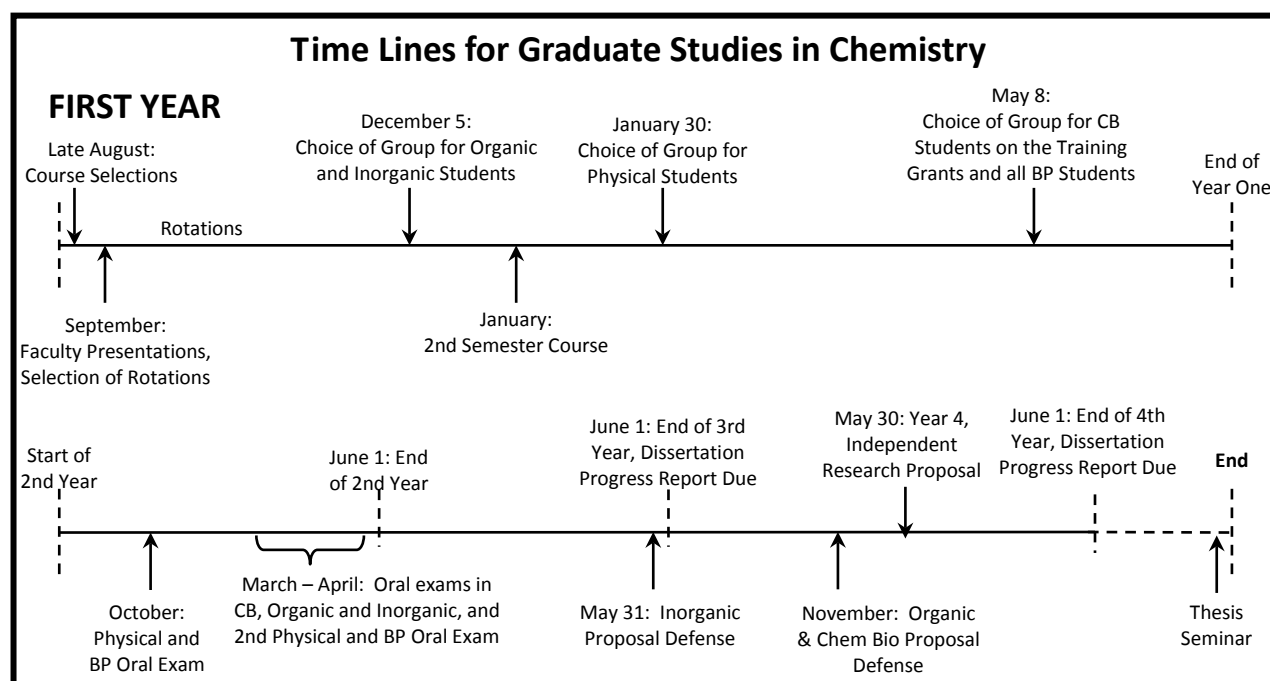 Time Lines for Graduate Studies in Chemistry
FIRST YEAR
Late August:
Course Selections
December 5:
Choice of Group for Organic
and Inorganic Students
January 30:
Choice of Group for
Physical Students
May 8:
Choice of Group for CB
Students on the Training
Grants and all BP Students
End of
Year One
Rotations
September:
Faculty Presentations,
Selection of Rotations
January:
2nd Semester Course
Start of
2nd Year
June 1: End
of 2nd Year
June 1: End of 3rd
Year, Dissertation
Progress Report Due
May 30: Year 4,
Independent
Research Proposal
June 1: End of 4th
Year, Dissertation
Progress Report Due
End
October:
Physical and
BP Oral Exam
March – April: Oral exams in
CB, Organic and Inorganic, and
2nd Physical and BP Oral Exam
May 31: Inorganic
Proposal Defense
November: Organic
& Chem Bio Proposal
Defense
Thesis
Seminar